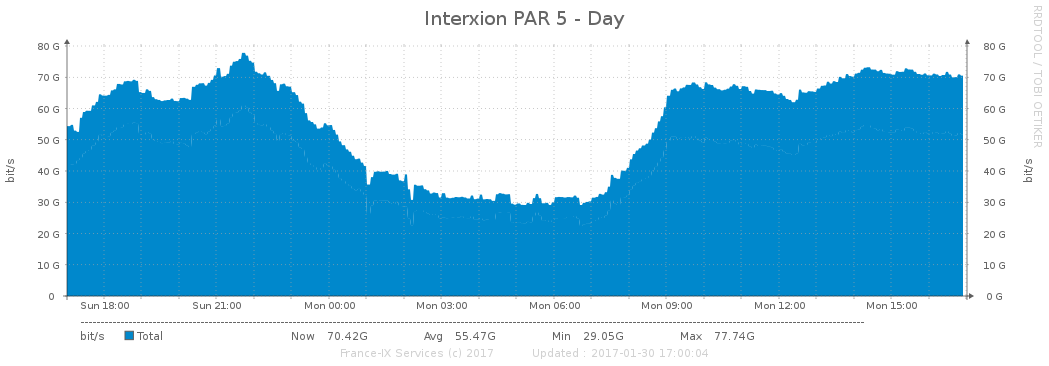 Interxion PAR 5 - Day
RRDTOOL / TOBI OETIKER
80 G 80 G
70 G 70 G
60 G 60 G
50 G 50 G
40 G 40 G
30 G 30 G
20 G 20 G
10 G 10 G
0 0 G
bit/s bit/s
Sun 18:00 Sun 21:00 Mon 00:00 Mon 03:00 Mon 06:00 Mon 09:00 Mon 12:00 Mon 15:00
bit/s Total Now 70.42G Avg 55.47G Min 29.05G Max 77.74G
France-IX Services (c) 2017 Updated : 2017-01-30 17:00:04